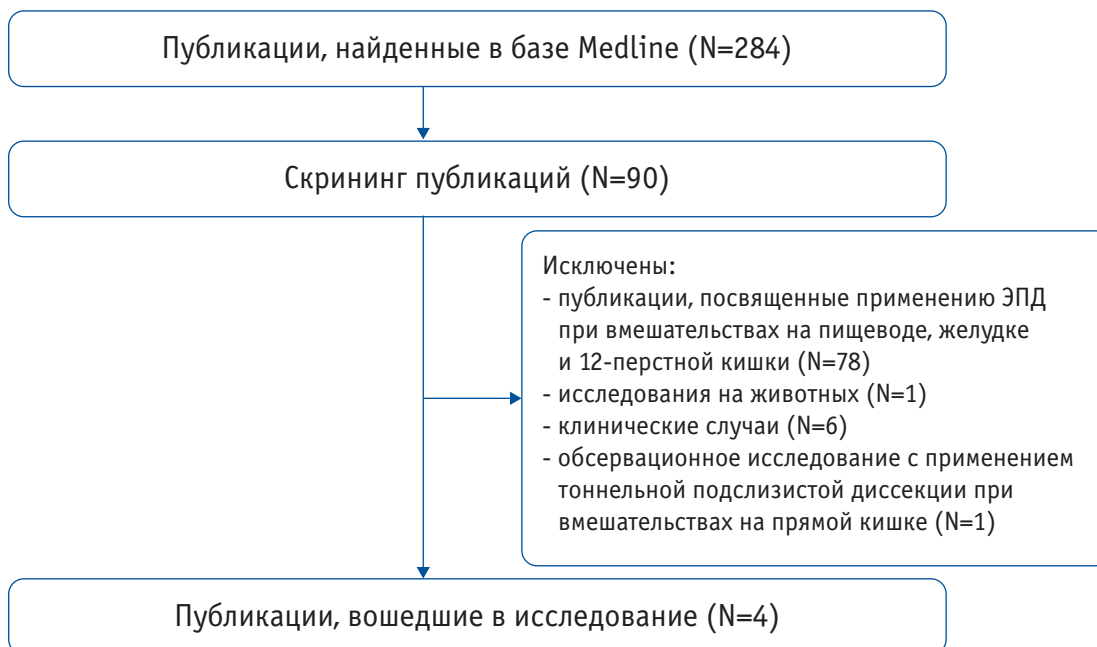 Публикации, найденные в базе Medline (N=284)
Скрининг публикаций (N=90)
Исключены:
- публикации, посвященные применению ЭПД
при вмешательствах на пищеводе, желудке
и 12-перстной кишки (N=78)
- исследования на животных (N=1)
- клинические случаи (N=6)
- обсервационное исследование с применением
тоннельной подслизистой диссекции при
вмешательствах на прямой кишке (N=1)
Публикации, вошедшие в исследование (N=4)